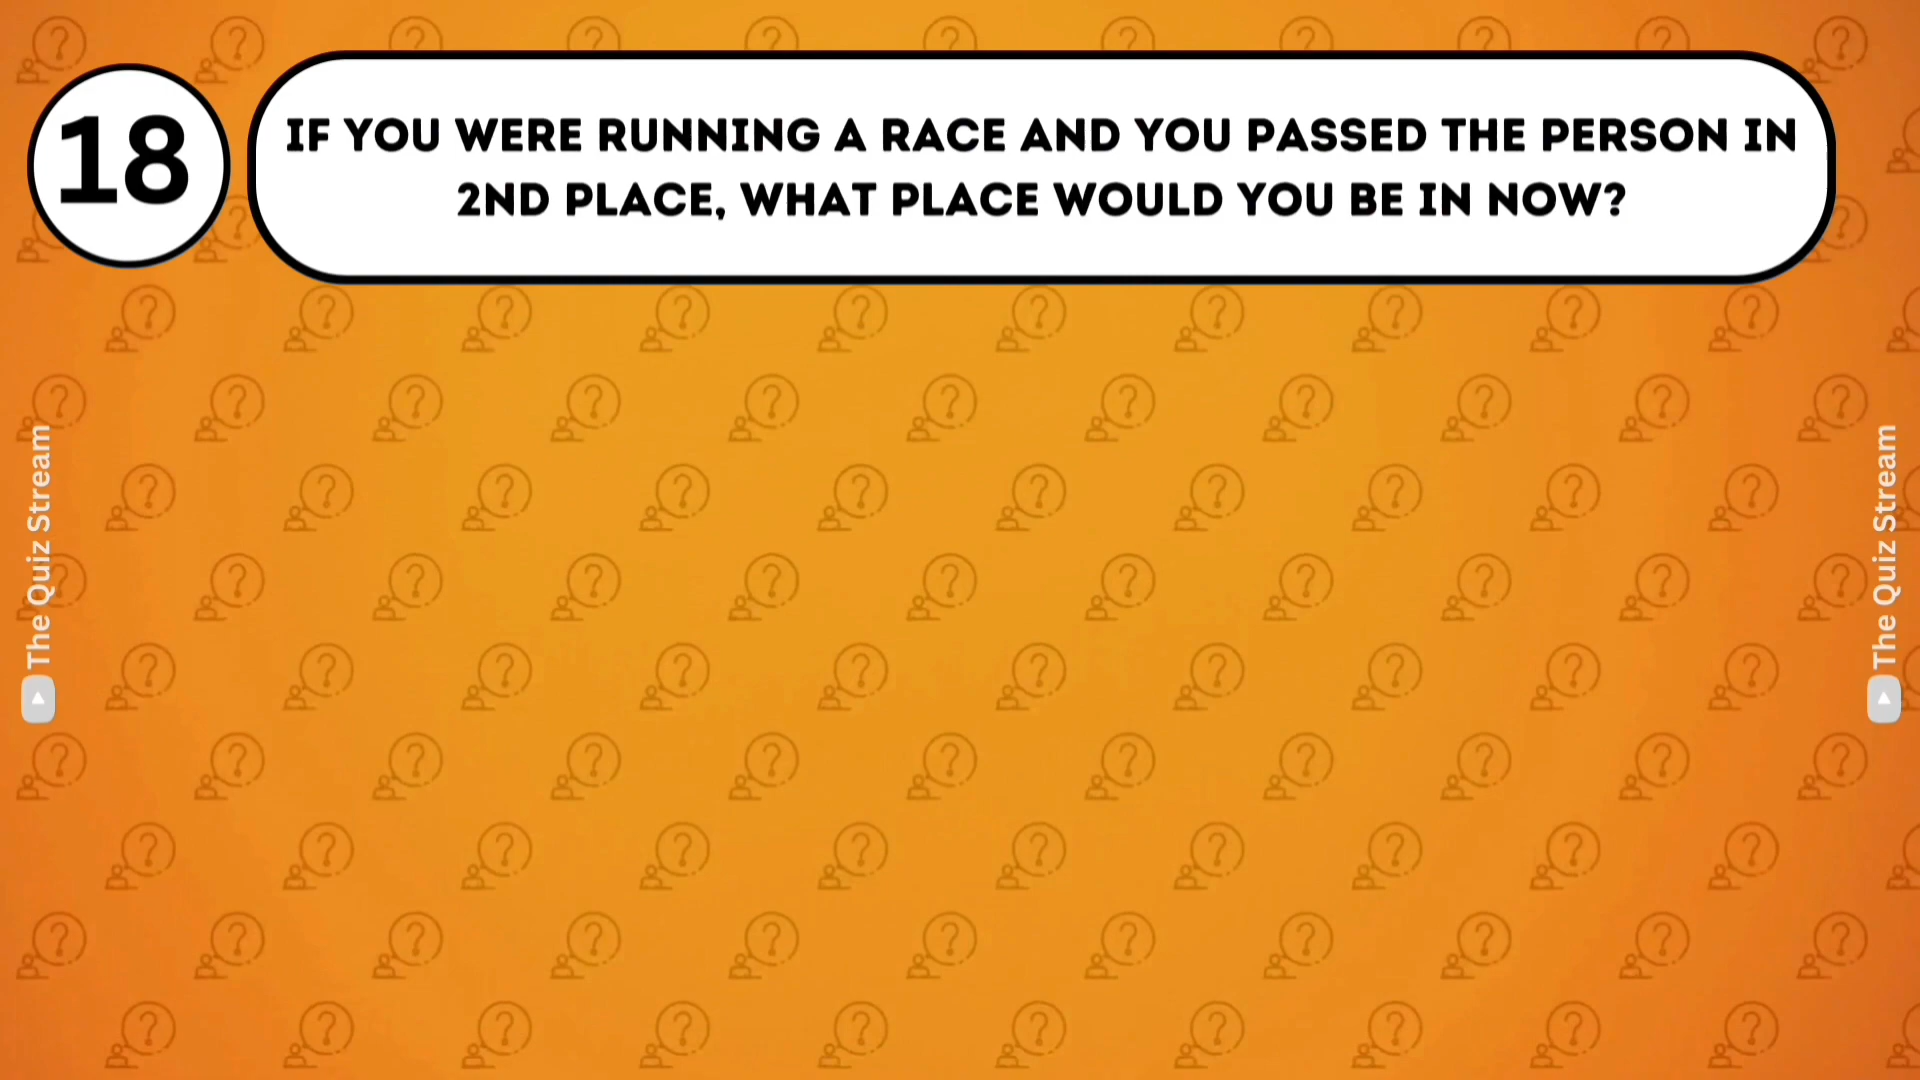 18
IF YOU WERE RUNNING A RACE AND YOU PASSED THE PERSON IN
2ND PLACE, WHAT PLACE WOULD YOU BE IN NOW?
The Quiz Stream
The Quiz Stream